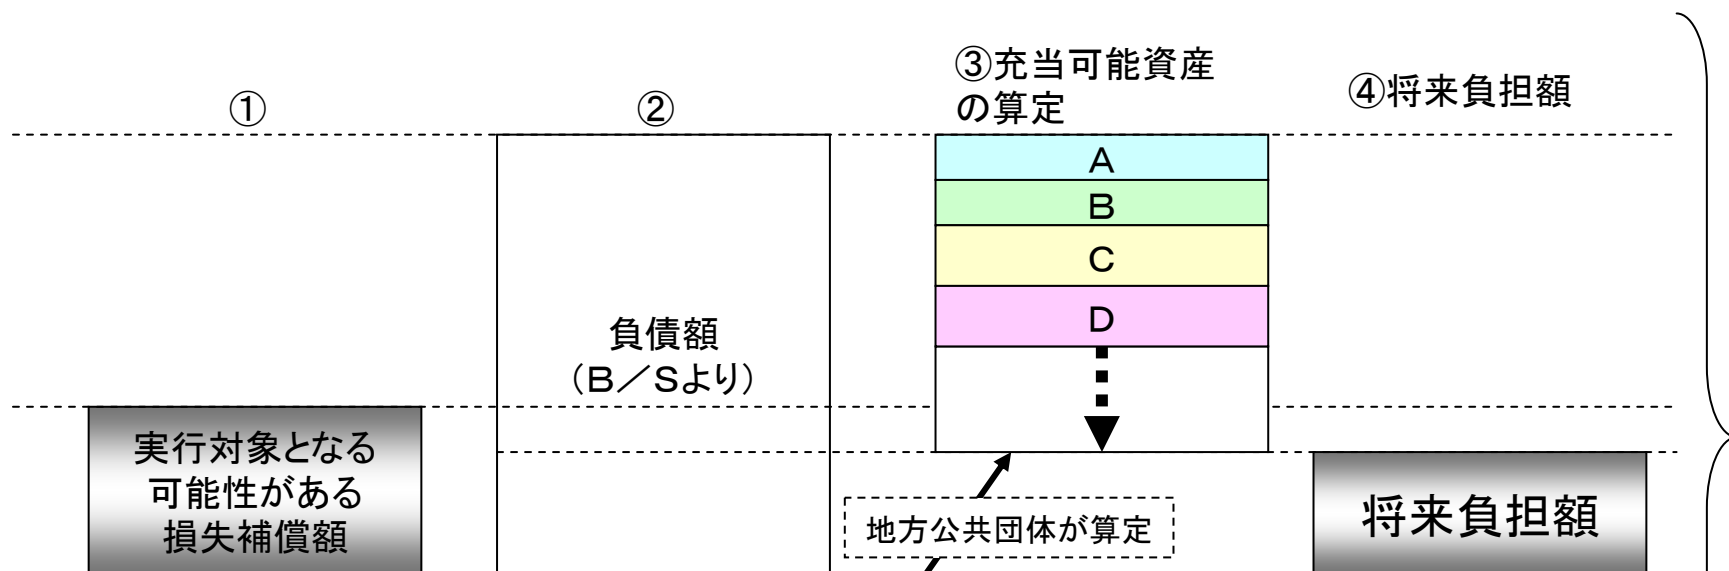 ①
②
③充当可能資産
の算定
④将来負担額
A
B
C
D
負債額
(B/Sより)
実行対象となる
可能性がある
損失補償額
地方公共団体が算定
将来負担額